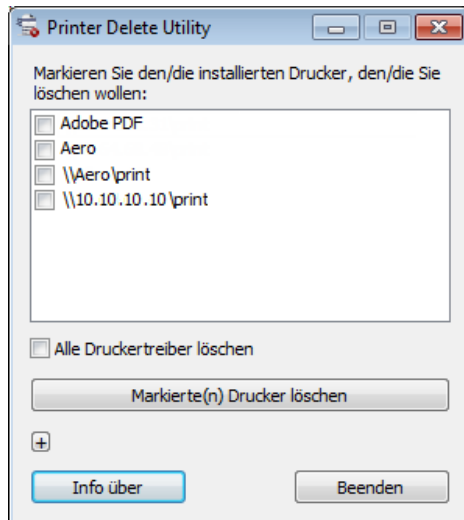 Printer Delete Utility
Markieren Sie den/die installierten Drucker, den/die Sie
löschen wollen:
Adobe PDF
Aero
\\Aero\print
\\10.10.10.10\print
Alle Druckertreiber löschen
Markierte(n) Drucker löschen
+
Info über
Beenden